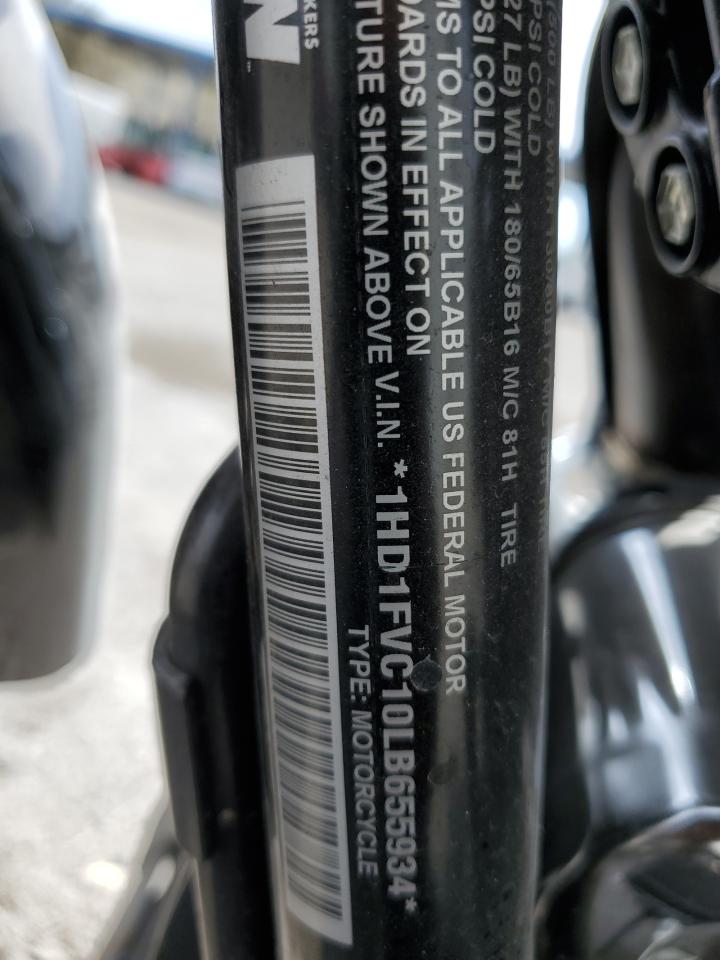 PSI COLD
27 LB) WITH 180/65B16 M/C 81H TIRE
PSI COLD
MS TO ALL APPLICABLE US FEDERAL MOTOR
DARDS IN EFFECT ON
TURE SHOWN ABOVE V.I.N. *1HD1FVC10LB655934*
TYPE: MOTORCYCLE
KERS
N